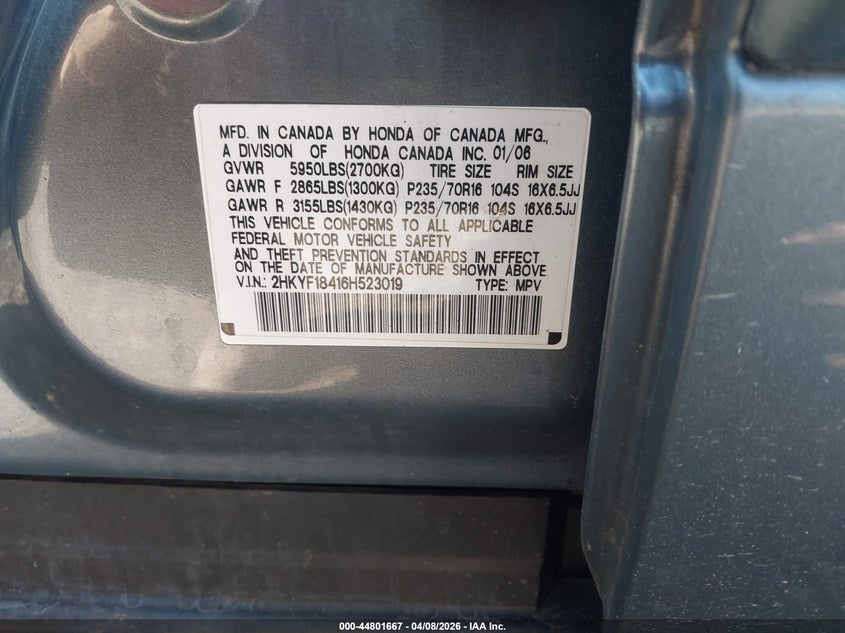 MFD. IN CANADA BY HONDA OF CANADA MFG.,
A DIVISION OF HONDA CANADA INC. 01/06
GVWR 5950LBS(2700KG) TIRE SIZE RIM SIZE
GAWR F 2865LBS(1300KG) P235/70R16 104S 16X6.5JJ
GAWR R 3155LBS(1430KG) P235/70R16 104S 16X6.5JJ
THIS VEHICLE CONFORMS TO ALL APPLICABLE
FEDERAL MOTOR VEHICLE SAFETY
AND THEFT PREVENTION STANDARDS IN EFFECT
ON THE DATE OF MANUFACTURE SHOWN ABOVE
V.I.N.: 2HKYF18416H523019 TYPE: MPV
000-44801667 - 04/08/2026 - IAA Inc.